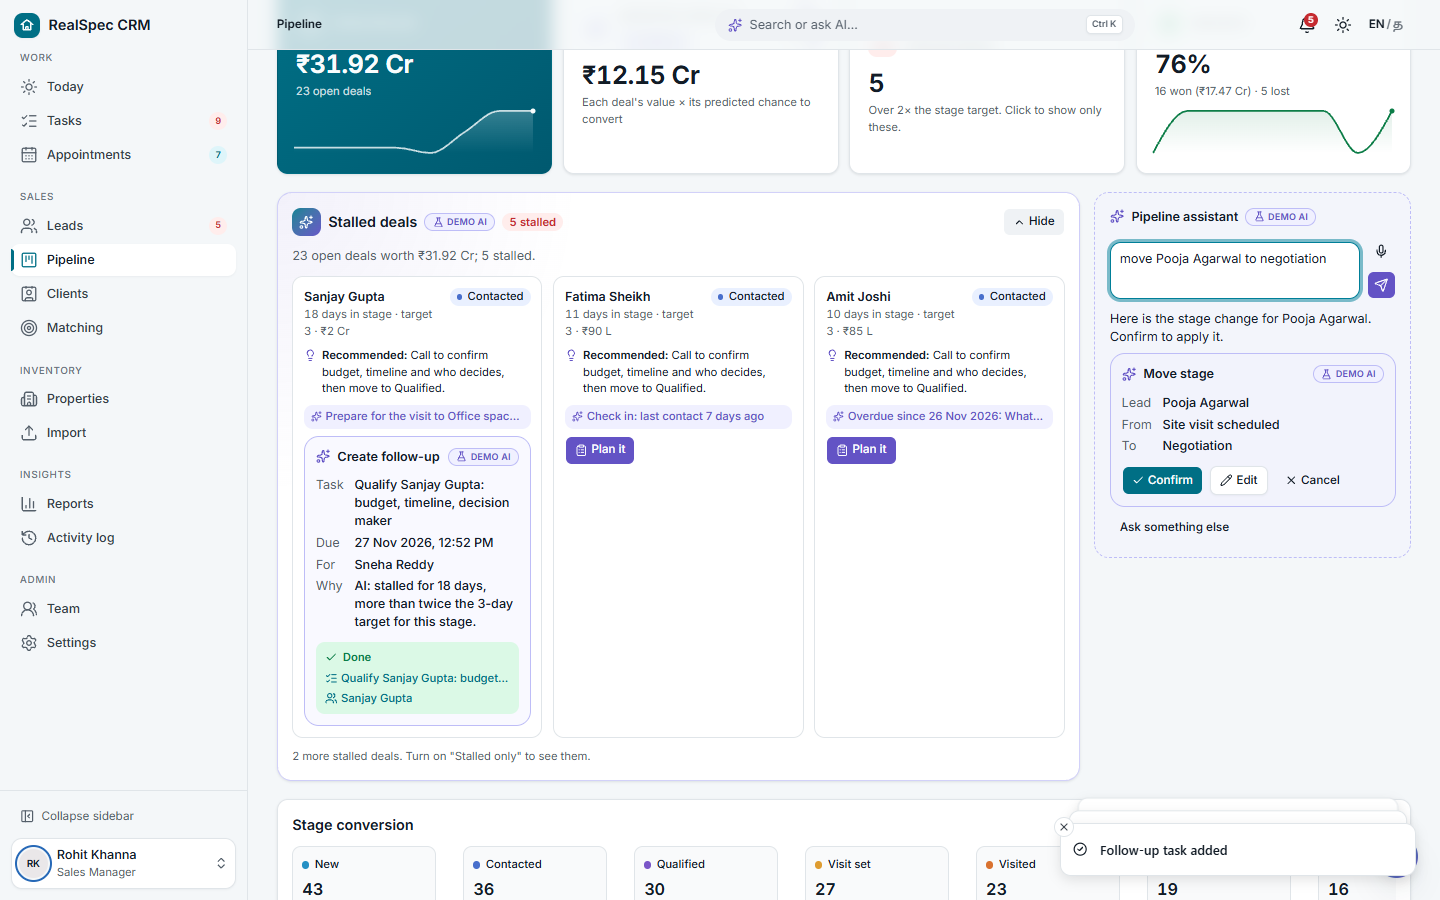 RealSpec CRM
WORK
Today
Tasks
9
Appointments
7
SALES
Leads
5
Pipeline
Clients
Matching
INVENTORY
Properties
Import
INSIGHTS
Reports
Activity log
ADMIN
Team
Settings
Collapse sidebar
RK
Rohit Khanna
Sales Manager
Pipeline
Search or ask AI...
Ctrl K
5
EN / த
₹31.92 Cr
23 open deals
₹12.15 Cr
Each deal's value × its predicted chance to
convert
5
Over 2× the stage target. Click to show only
these.
76%
16 won (₹17.47 Cr) · 5 lost
Stalled deals
DEMO AI
5 stalled
Hide
23 open deals worth ₹31.92 Cr; 5 stalled.
Sanjay Gupta
Contacted
18 days in stage · target
3 · ₹2 Cr
Recommended: Call to confirm
budget, timeline and who decides,
then move to Qualified.
Prepare for the visit to Office spac...
Create follow-up
DEMO AI
Task
Qualify Sanjay Gupta:
budget, timeline, decision
maker
Due
27 Nov 2026, 12:52 PM
For
Sneha Reddy
Why
AI: stalled for 18 days,
more than twice the 3-day
target for this stage.
Done
Qualify Sanjay Gupta: budget...
Sanjay Gupta
Fatima Sheikh
Contacted
11 days in stage · target
3 · ₹90 L
Recommended: Call to confirm
budget, timeline and who decides,
then move to Qualified.
Check in: last contact 7 days ago
Plan it
Amit Joshi
Contacted
10 days in stage · target
3 · ₹85 L
Recommended: Call to confirm
budget, timeline and who decides,
then move to Qualified.
Overdue since 26 Nov 2026: What...
Plan it
2 more stalled deals. Turn on "Stalled only" to see them.
Pipeline assistant
DEMO AI
move Pooja Agarwal to negotiation
Here is the stage change for Pooja Agarwal.
Confirm to apply it.
Move stage
DEMO AI
Lead
Pooja Agarwal
From
Site visit scheduled
To
Negotiation
Confirm
Edit
Cancel
Ask something else
Stage conversion
New
43
Contacted
36
Qualified
30
Visit set
27
Visited
23
19
16
Follow-up task added